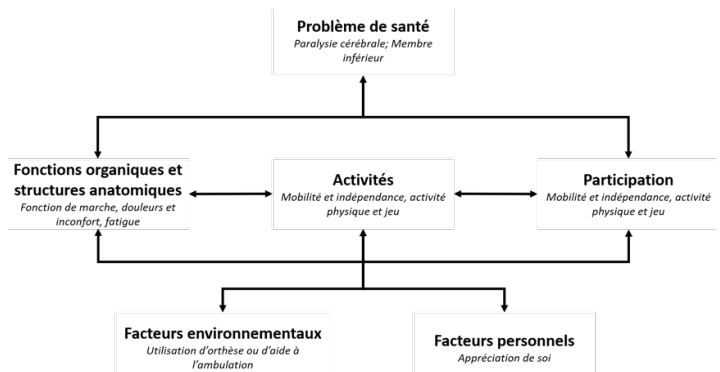 Problème de santé
Paralysie cérébrale; Membre
inférieur
Fonctions organiques et
structures anatomiques
Fonction de marche, douleurs et
inconfort, fatigue
Activités
Mobilité et indépendance, activité
physique et jeu
Participation
Mobilité et indépendance, activité
physique et jeu
Facteurs environnementaux
Utilisation d'orthèse ou d'aide à
l'ambulation
Facteurs personnels
Appréciation de soi